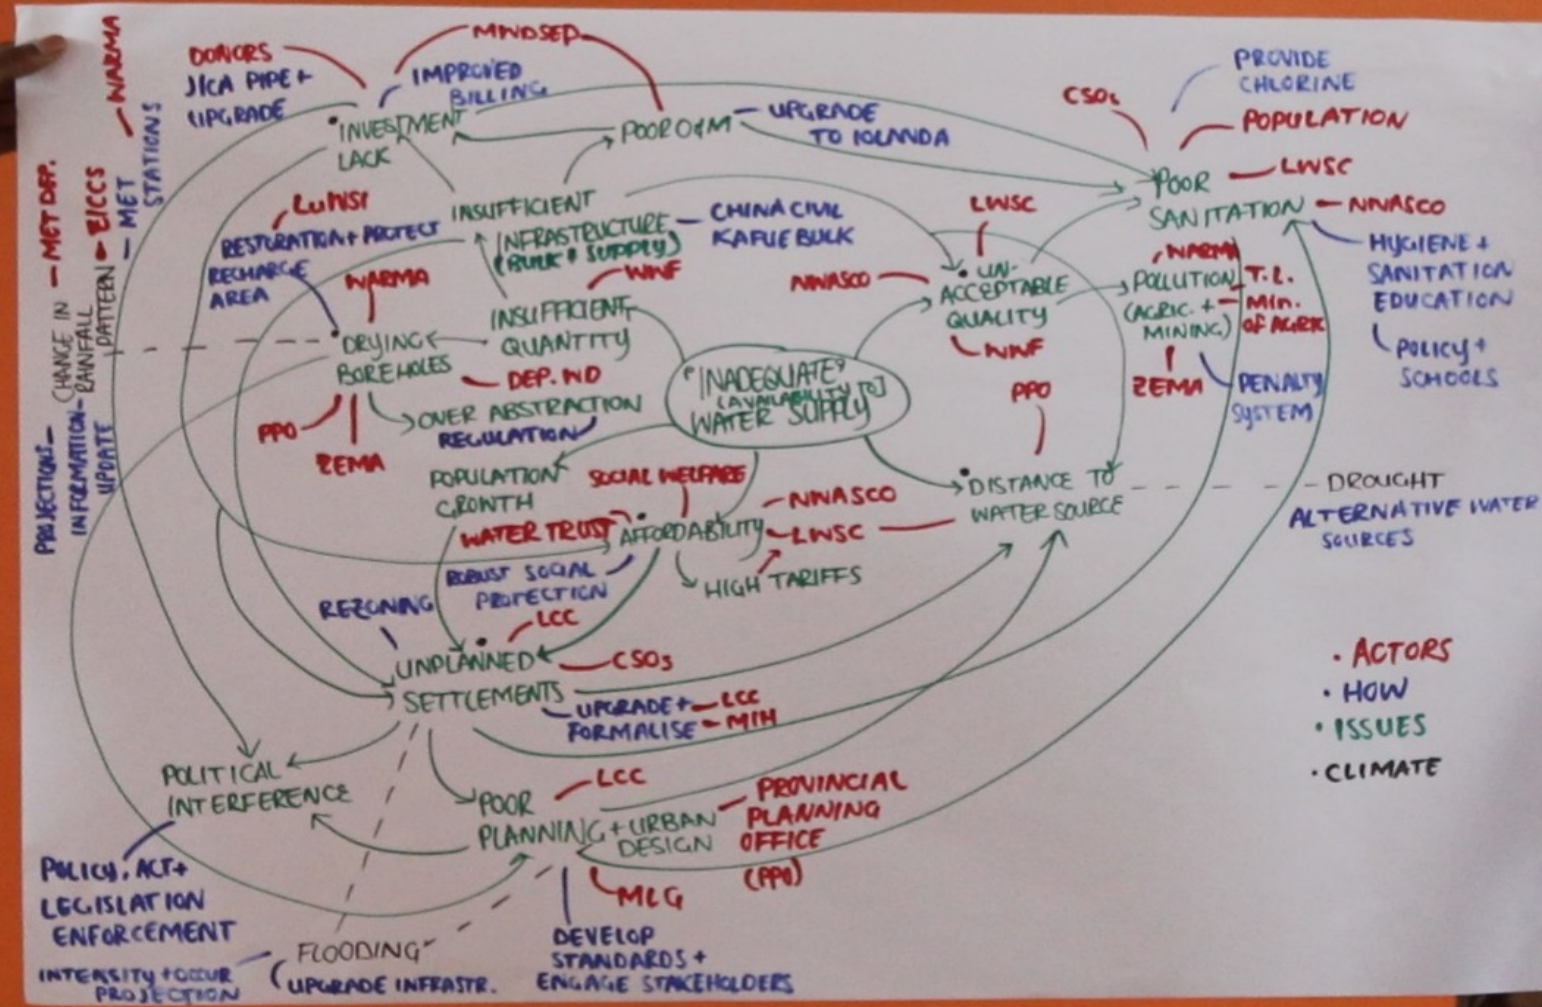 NARMA
MET
STATIONS
MET DEP.
ZICCS
CHANGE IN
RAINFALL
PATTERN
PROJECTIONS
INFORMATION
UPDATE
DONORS
JICA PIPE +
UPGRADE
MWDSEP
IMPROVED
BILLING
INVESTMENT
LACK
POOR O&M
UPGRADE
TO IOLANDA
CSOs
PROVIDE
CHLORINE
POPULATION
LWSC
POOR
SANITATION
NWASCO
HYGIENE +
SANITATION
EDUCATION
POLICY +
SCHOOLS
LuWSI
RESTORATION + PROTECT
RECHARGE
AREA
INSUFFICIENT
INFRASTRUCTURE
(BULK + SUPPLY)
CHINA CIVIL
KAFUE BULK
WWF
NARMA
INSUFFICIENT
QUANTITY
DRYING
BOREHOLES
DEP. WD
PPO
ZEMA
OVER ABSTRACTION
REGULATION
LWSC
NWASCO
UN-
ACCEPTABLE
QUALITY
WWF
NARMA
POLLUTION
(AGRIC. +
MINING)
T.L.
Min.
of AGRIC
ZEMA
PENALTY
SYSTEM
"INADEQUATE"
[AVAILABILITY TO]
WATER SUPPLY
PPO
DISTANCE TO
WATER SOURCE
DROUGHT
ALTERNATIVE WATER
SOURCES
POPULATION
GROWTH
SOCIAL WELFARE
WATER TRUST
AFFORDABILITY
NWASCO
LWSC
HIGH TARIFFS
ROBUST SOCIAL
PROTECTION
REZONING
LCC
UNPLANNED
SETTLEMENTS
CSOs
UPGRADE +
FORMALISE
LCC
MIH
POLITICAL
INTERFERENCE
POLICY, ACT +
LEGISLATION
ENFORCEMENT
LCC
POOR
PLANNING + URBAN
DESIGN
PROVINCIAL
PLANNING
OFFICE
(PPO)
MLG
DEVELOP
STANDARDS +
ENGAGE STAKEHOLDERS
FLOODING
INTENSITY + OCCUR
PROJECTION
UPGRADE INFRASTR.
• ACTORS
• HOW
• ISSUES
• CLIMATE